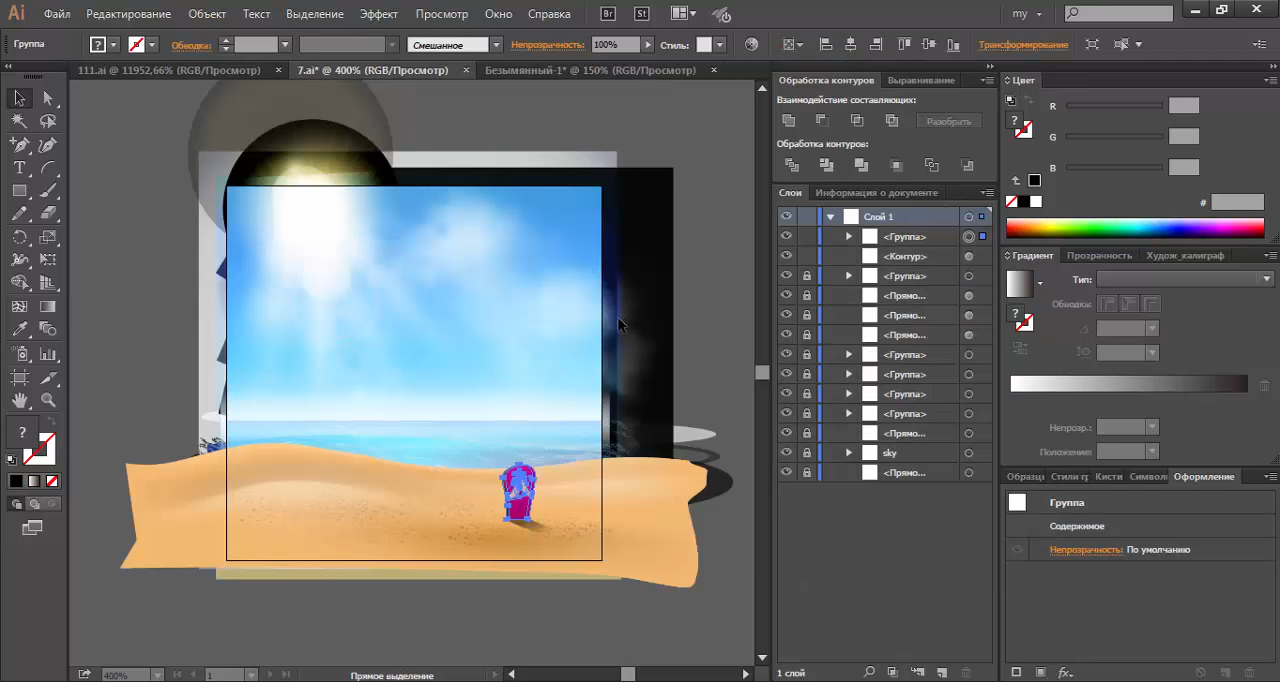 Ai Файл Редактирование Объект Текст Выделение Эффект Просмотр Окно Справка Br St my
Группа ? Обводка: Смешанное Непрозрачность: 100% Стиль: Трансформирование
111.ai @ 11952,66% (RGB/Просмотр) × 7.ai* @ 400% (RGB/Просмотр) × Безымянный-1* @ 150% (RGB/Просмотр) ×
Обработка контуров Выравнивание
Взаимодействие составляющих:
Разобрать
Обработка контуров:
Слои Информация о документе
Слой 1
<Группа>
<Контур>
<Группа>
<Прямо...
<Прямо...
<Прямо...
<Группа>
<Группа>
<Группа>
<Группа>
<Прямо...
sky
<Прямо...
1 слой
Цвет
R
G
B
#
Градиент Прозрачность Худож_калиграф
Тип:
Обводка:
Непрозр.:
Положение:
Образц Стили г Кисти Символ Оформление
Группа
Содержимое
Непрозрачность: По умолчанию
400% 1 Прямое выделение